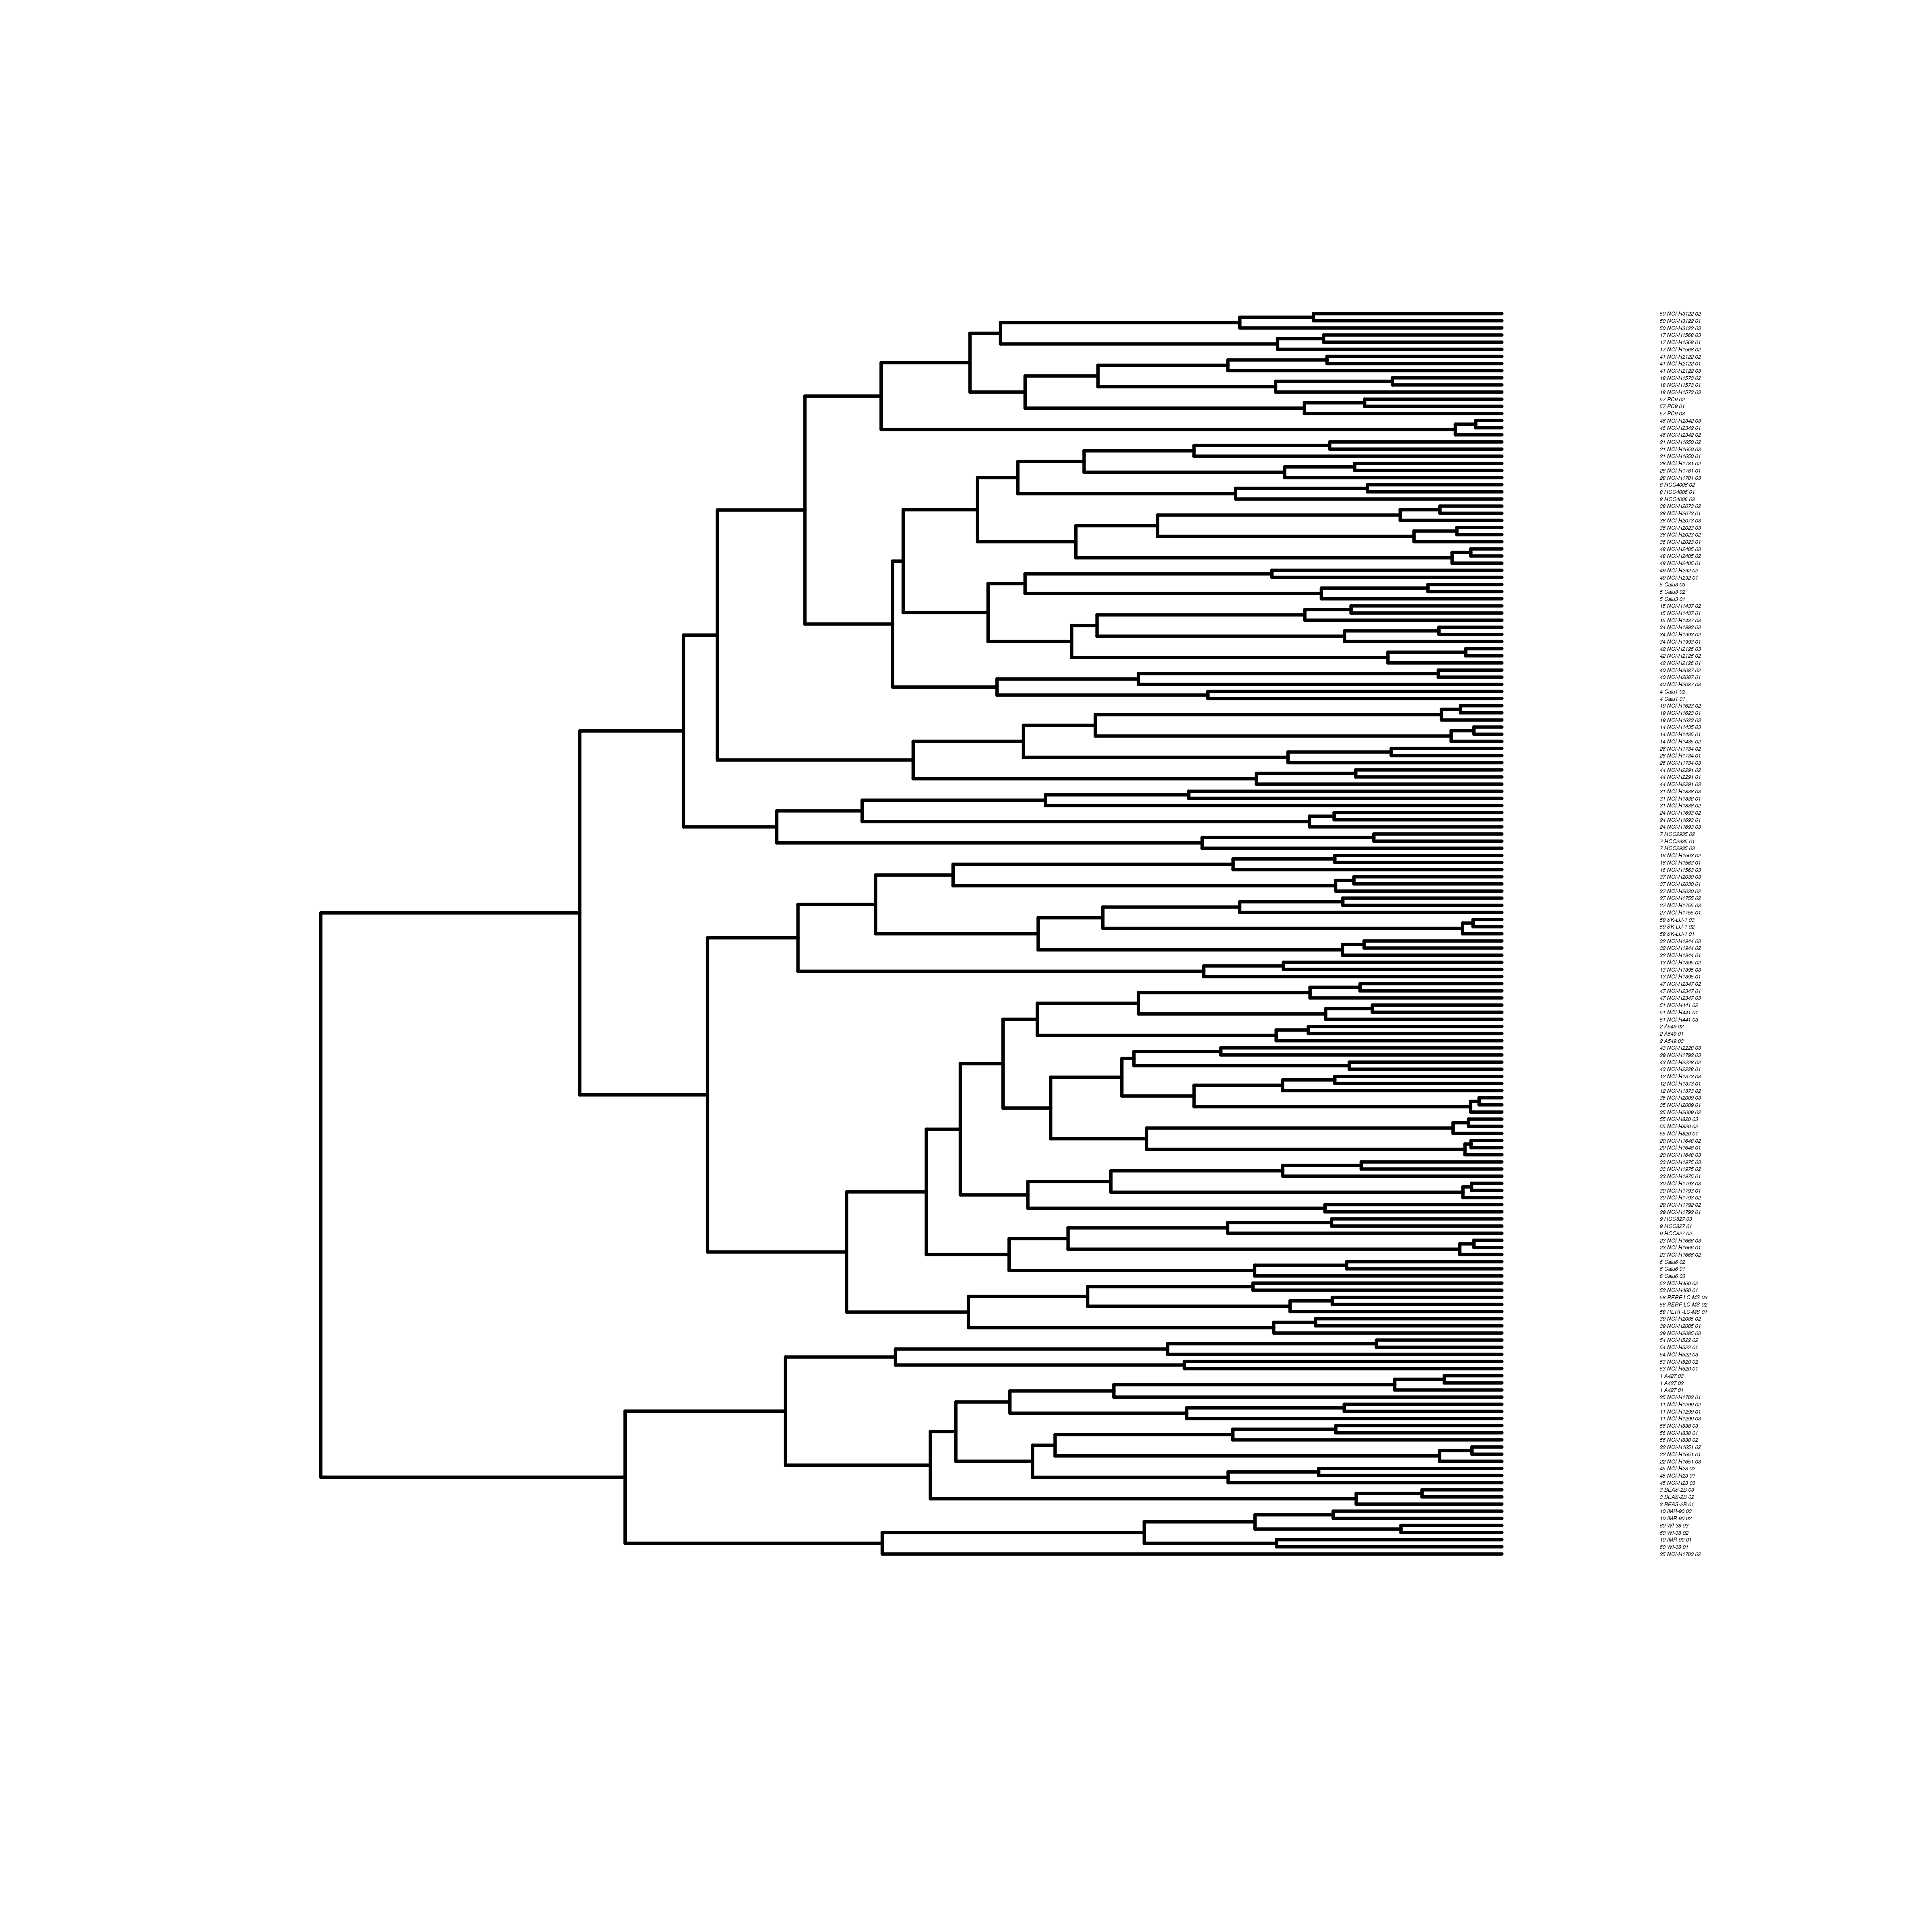 50 NCI-H3122 02
50 NCI-H3122 01
50 NCI-H3122 03
17 NCI-H1568 03
17 NCI-H1568 01
17 NCI-H1568 02
41 NCI-H2122 02
41 NCI-H2122 01
41 NCI-H2122 03
18 NCI-H1573 02
18 NCI-H1573 01
18 NCI-H1573 03
57 PC9 02
57 PC9 01
57 PC9 03
46 NCI-H2342 03
46 NCI-H2342 01
46 NCI-H2342 02
21 NCI-H1650 02
21 NCI-H1650 03
21 NCI-H1650 01
28 NCI-H1781 02
28 NCI-H1781 01
28 NCI-H1781 03
8 HCC4006 02
8 HCC4006 01
8 HCC4006 03
38 NCI-H2073 02
38 NCI-H2073 01
38 NCI-H2073 03
36 NCI-H2023 03
36 NCI-H2023 02
36 NCI-H2023 01
48 NCI-H2405 03
48 NCI-H2405 02
48 NCI-H2405 01
49 NCI-H292 02
49 NCI-H292 01
5 Calu3 03
5 Calu3 02
5 Calu3 01
15 NCI-H1437 02
15 NCI-H1437 01
15 NCI-H1437 03
34 NCI-H1993 03
34 NCI-H1993 02
34 NCI-H1993 01
42 NCI-H2126 03
42 NCI-H2126 02
42 NCI-H2126 01
40 NCI-H2087 02
40 NCI-H2087 01
40 NCI-H2087 03
4 Calu1 02
4 Calu1 01
19 NCI-H1623 02
19 NCI-H1623 01
19 NCI-H1623 03
14 NCI-H1435 03
14 NCI-H1435 01
14 NCI-H1435 02
26 NCI-H1734 02
26 NCI-H1734 01
26 NCI-H1734 03
44 NCI-H2291 02
44 NCI-H2291 01
44 NCI-H2291 03
31 NCI-H1838 03
31 NCI-H1838 01
31 NCI-H1838 02
24 NCI-H1693 02
24 NCI-H1693 01
24 NCI-H1693 03
7 HCC2935 02
7 HCC2935 01
7 HCC2935 03
16 NCI-H1563 02
16 NCI-H1563 01
16 NCI-H1563 03
37 NCI-H2030 03
37 NCI-H2030 01
37 NCI-H2030 02
27 NCI-H1755 02
27 NCI-H1755 03
27 NCI-H1755 01
59 SK-LU-1 03
59 SK-LU-1 02
59 SK-LU-1 01
32 NCI-H1944 03
32 NCI-H1944 02
32 NCI-H1944 01
13 NCI-H1395 02
13 NCI-H1395 03
13 NCI-H1395 01
47 NCI-H2347 02
47 NCI-H2347 01
47 NCI-H2347 03
51 NCI-H441 02
51 NCI-H441 01
51 NCI-H441 03
2 A549 02
2 A549 01
2 A549 03
43 NCI-H2228 03
29 NCI-H1792 03
43 NCI-H2228 02
43 NCI-H2228 01
12 NCI-H1373 03
12 NCI-H1373 01
12 NCI-H1373 02
35 NCI-H2009 03
35 NCI-H2009 01
35 NCI-H2009 02
55 NCI-H820 03
55 NCI-H820 02
55 NCI-H820 01
20 NCI-H1648 02
20 NCI-H1648 01
20 NCI-H1648 03
33 NCI-H1975 03
33 NCI-H1975 02
33 NCI-H1975 01
30 NCI-H1793 03
30 NCI-H1793 01
30 NCI-H1793 02
29 NCI-H1792 02
29 NCI-H1792 01
9 HCC827 03
9 HCC827 01
9 HCC827 02
23 NCI-H1666 03
23 NCI-H1666 01
23 NCI-H1666 02
6 Calu6 02
6 Calu6 01
6 Calu6 03
52 NCI-H460 02
52 NCI-H460 01
58 RERF-LC-MS 03
58 RERF-LC-MS 02
58 RERF-LC-MS 01
39 NCI-H2085 02
39 NCI-H2085 01
39 NCI-H2085 03
54 NCI-H522 02
54 NCI-H522 01
54 NCI-H522 03
53 NCI-H520 02
53 NCI-H520 01
1 A427 03
1 A427 02
1 A427 01
25 NCI-H1703 01
11 NCI-H1299 02
11 NCI-H1299 01
11 NCI-H1299 03
56 NCI-H838 03
56 NCI-H838 01
56 NCI-H838 02
22 NCI-H1651 02
22 NCI-H1651 01
22 NCI-H1651 03
45 NCI-H23 02
45 NCI-H23 01
45 NCI-H23 03
3 BEAS-2B 03
3 BEAS-2B 02
3 BEAS-2B 01
10 IMR-90 03
10 IMR-90 02
60 WI-38 03
60 WI-38 02
10 IMR-90 01
60 WI-38 01
25 NCI-H1703 02